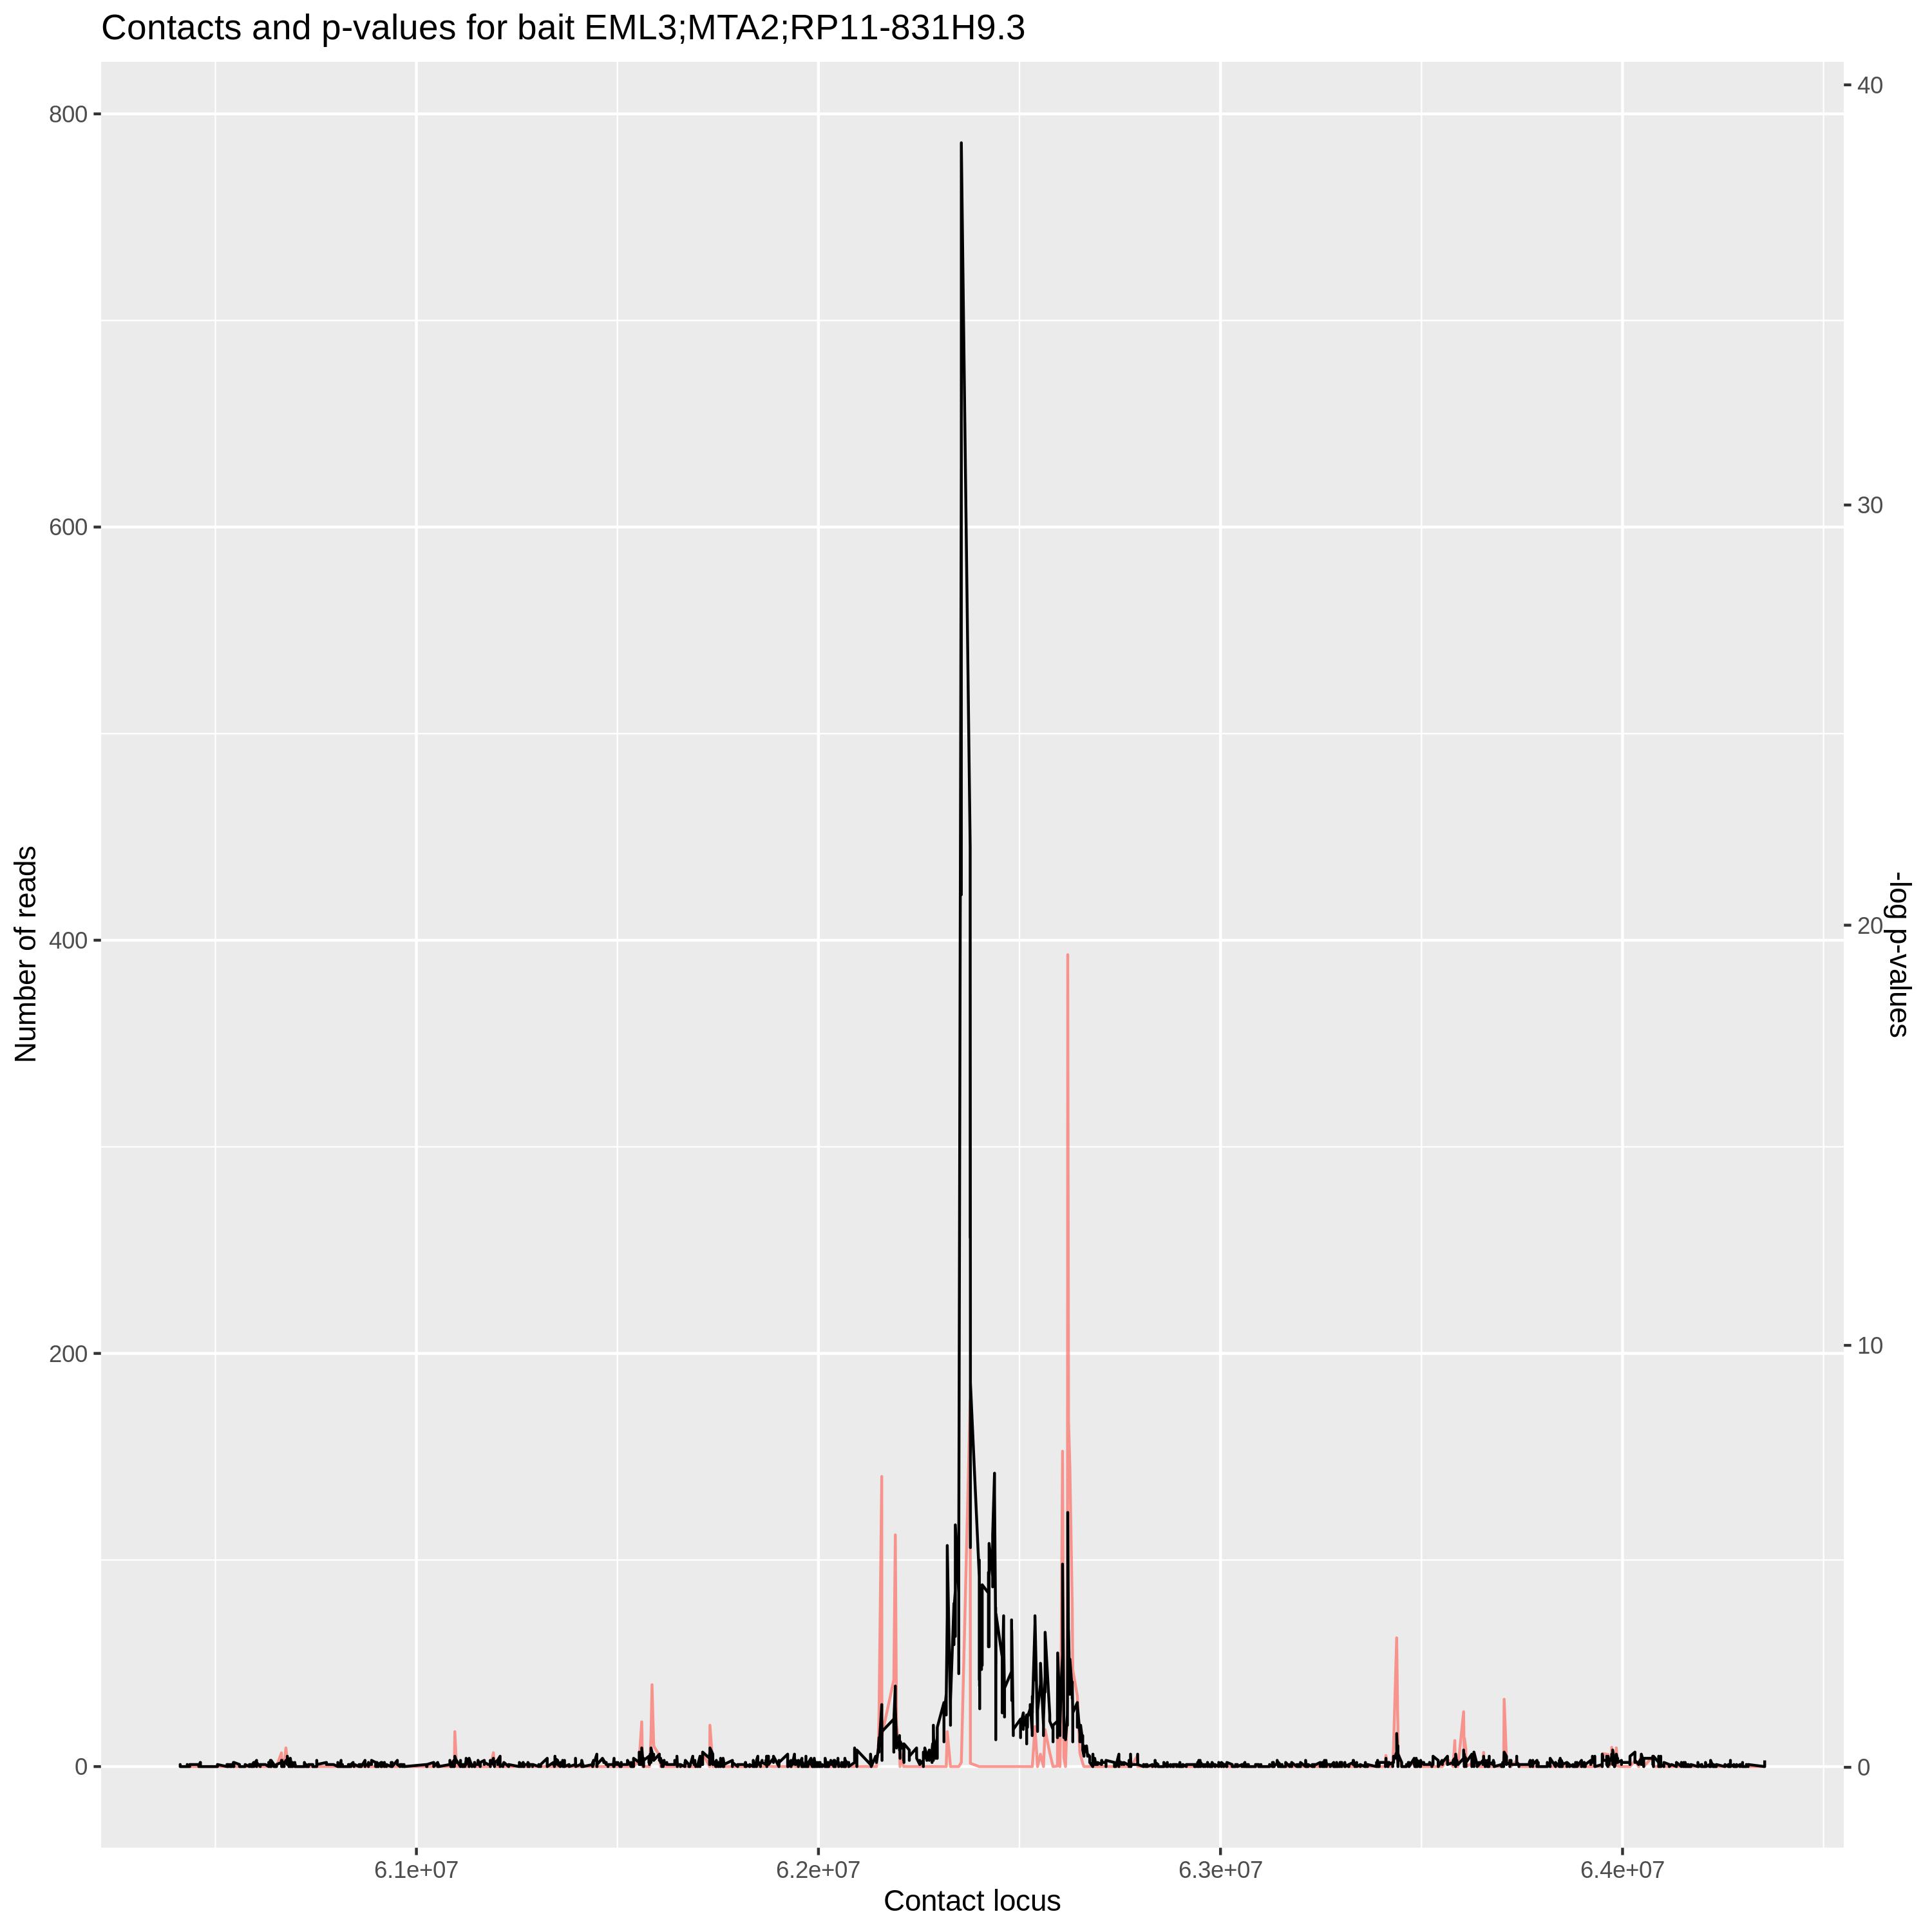 Contacts and p-values for bait EML3;MTA2;RP11-831H9.3
800
600
400
200
0
Number of reads
40
30
20
10
0
-log p-values
6.1e+07
6.2e+07
6.3e+07
6.4e+07
Contact locus